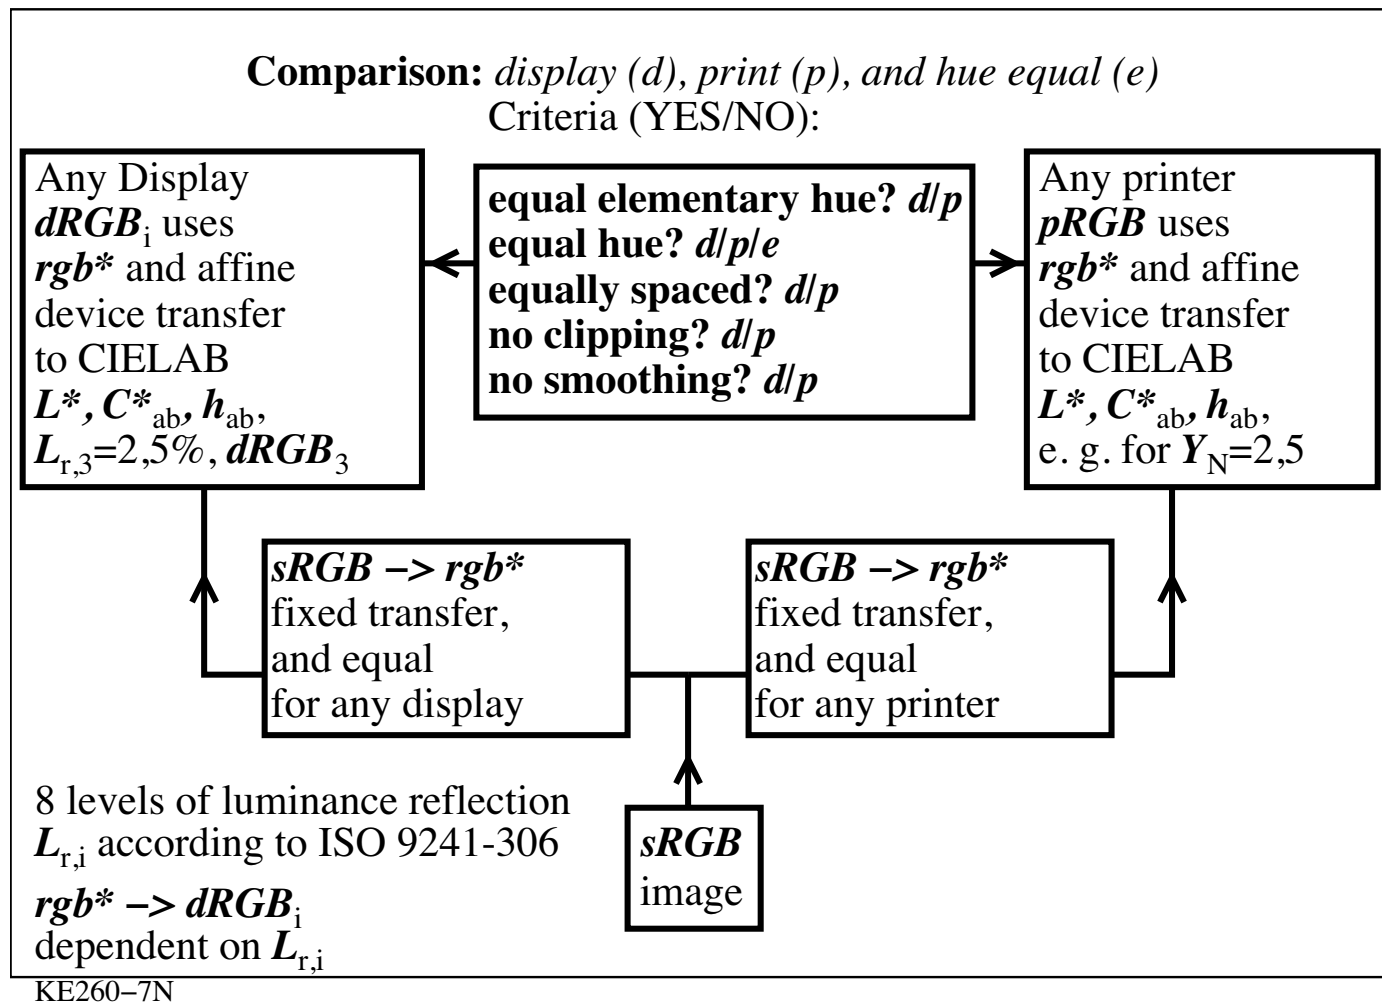 Comparison: display (d), print (p), and hue equal (e)
Criteria (YES/NO):
Any Display
dRGBi uses
rgb* and affine
device transfer
to CIELAB
L*, C*ab, hab,
Lr,3=2,5%, dRGB3
equal elementary hue? d/p
equal hue? d/p/e
equally spaced? d/p
no clipping? d/p
no smoothing? d/p
Any printer
pRGB uses
rgb* and affine
device transfer
to CIELAB
L*, C*ab, hab,
e. g. for YN=2,5
sRGB –> rgb*
fixed transfer,
and equal
for any display
sRGB –> rgb*
fixed transfer,
and equal
for any printer
8 levels of luminance reflection
Lr,i according to ISO 9241-306
rgb* –> dRGBi
dependent on Lr,i
sRGB
image
KE260–7N